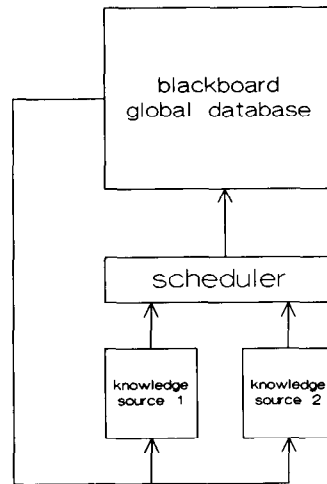 blackboard
global database
scheduler
knowledge
source 1
knowledge
source 2